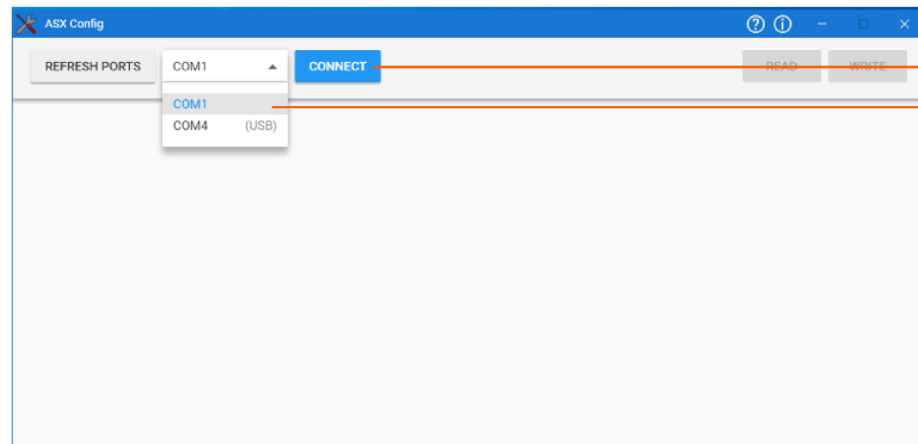 ASX Config
REFRESH PORTS COM1 CONNECT READ WRITE
COM1
COM4 (USB)